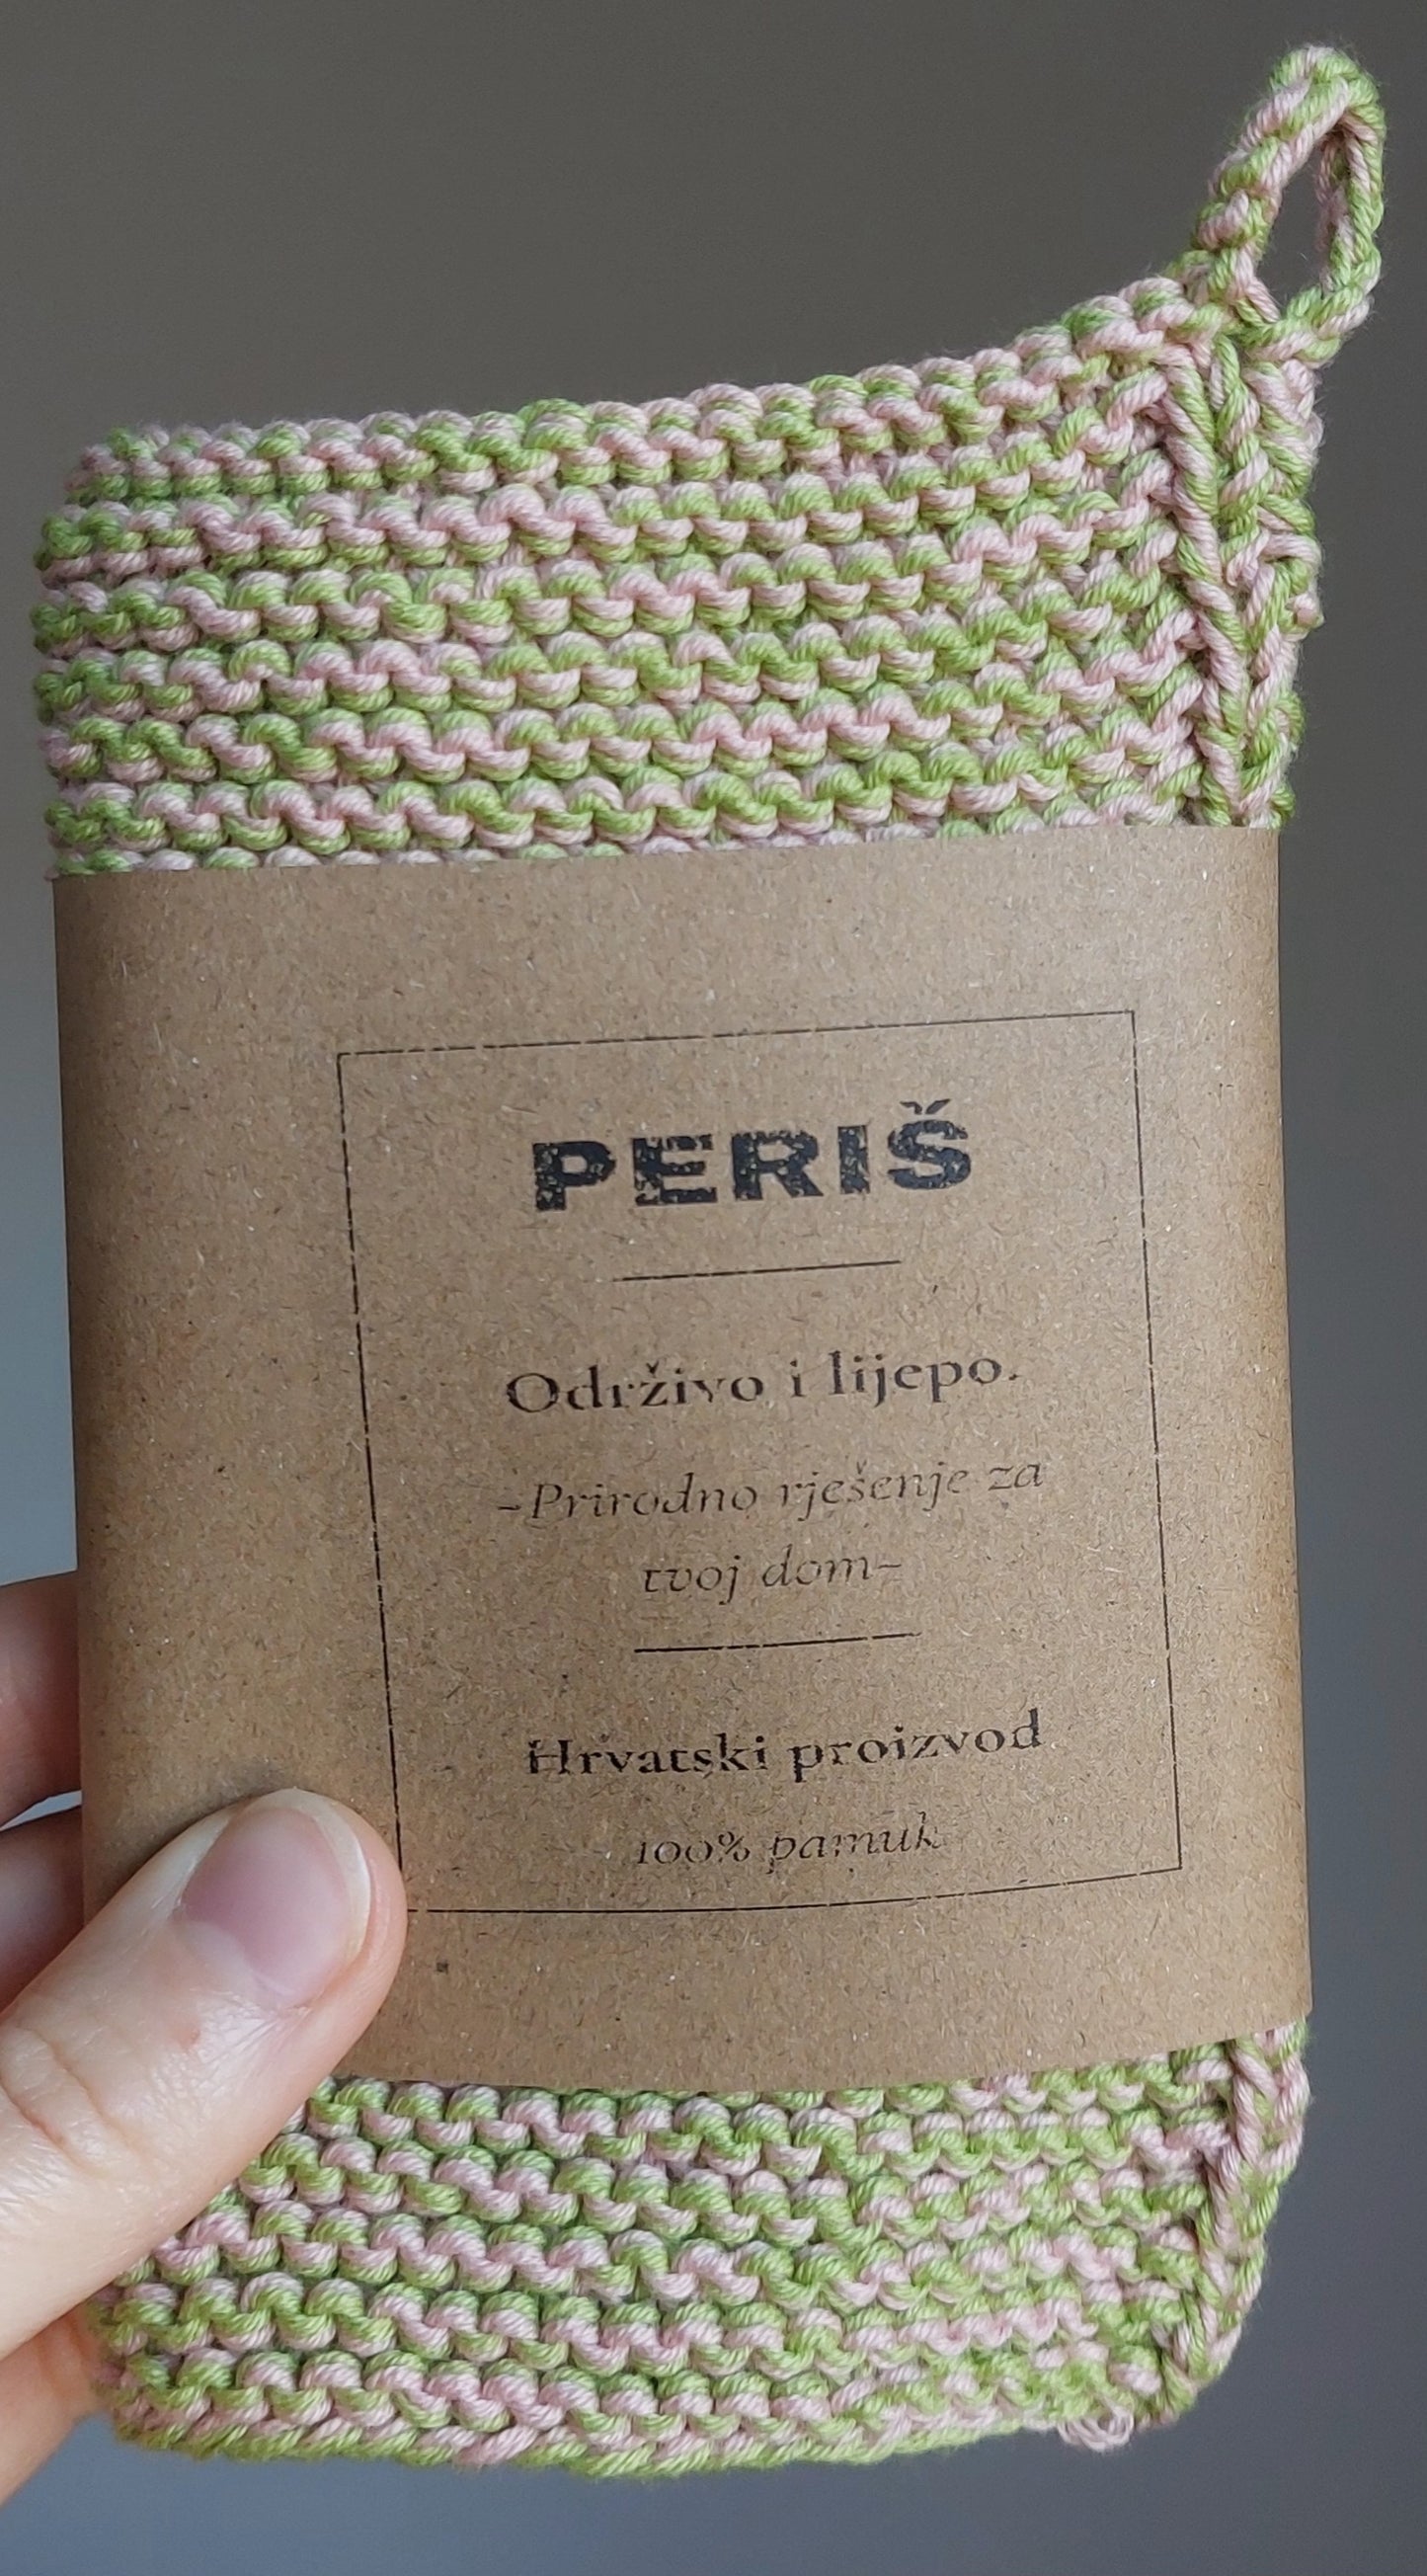 PERIŠ
Održivo i lijepo.
~Prirodno rješenje za
tvoj dom~
Hrvatski proizvod
100% pamuk